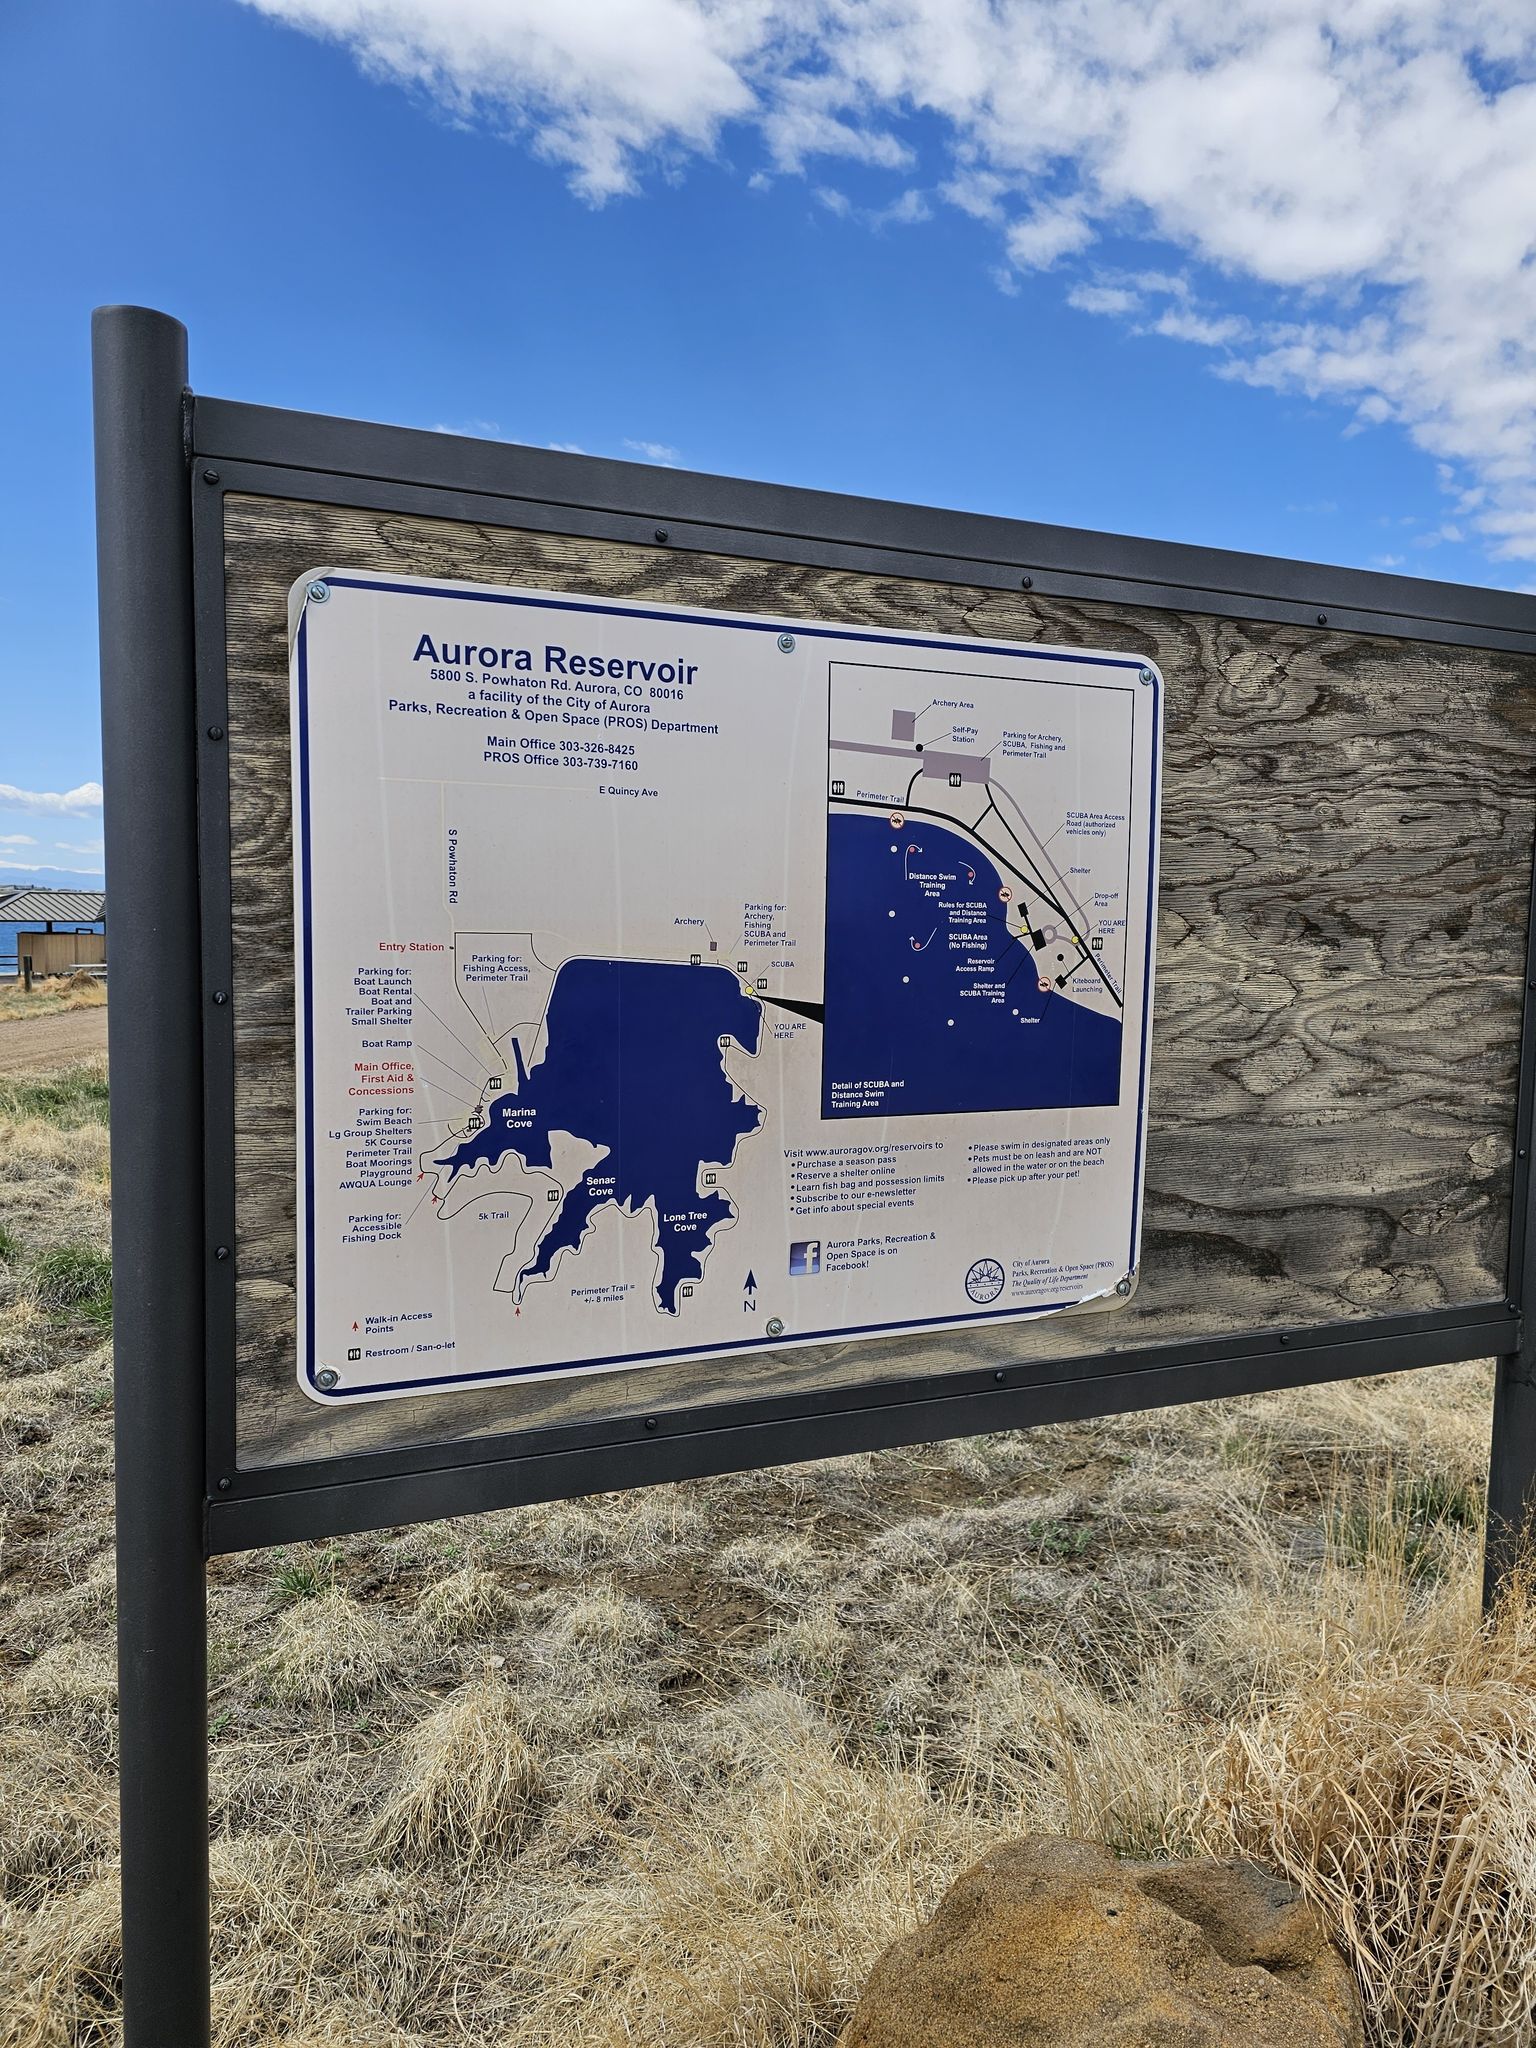 Aurora Reservoir
5800 S. Powhaton Rd. Aurora, CO 80016
a facility of the City of Aurora
Parks, Recreation & Open Space (PROS) Department
Main Office 303-326-8425
PROS Office 303-739-7160
E Quincy Ave
S Powhaton Rd
Entry Station
Parking for:
Fishing Access,
Perimeter Trail
Archery
Parking for:
Archery,
Fishing
SCUBA and
Perimeter Trail
SCUBA
YOU ARE
HERE
Parking for:
Boat Launch
Boat Rental
Boat and
Trailer Parking
Small Shelter
Boat Ramp
Main Office,
First Aid &
Concessions
Parking for:
Swim Beach
Lg Group Shelters
5K Course
Perimeter Trail
Boat Moorings
Playground
AWQUA Lounge
Parking for:
Accessible
Fishing Dock
Marina
Cove
Senac
Cove
Lone Tree
Cove
5k Trail
Perimeter Trail =
+/- 8 miles
N
Walk-in Access
Points
Restroom / San-o-let
Archery Area
Self-Pay
Station
Parking for Archery,
SCUBA, Fishing and
Perimeter Trail
Perimeter Trail
SCUBA Area Access
Road (authorized
vehicles only)
Shelter
Drop-off
Area
YOU ARE
HERE
Distance Swim
Training
Area
Rules for SCUBA
and Distance
Training Area
SCUBA Area
(No Fishing)
Reservoir
Access Ramp
Shelter and
SCUBA Training
Area
Kiteboard
Launching
Perimeter Trail
Shelter
Detail of SCUBA and
Distance Swim
Training Area
Visit www.auroragov.org/reservoirs to
• Purchase a season pass
• Reserve a shelter online
• Learn fish bag and possession limits
• Subscribe to our e-newsletter
• Get info about special events
• Please swim in designated areas only
• Pets must be on leash and are NOT
allowed in the water or on the beach
• Please pick up after your pet!
f
Aurora Parks, Recreation &
Open Space is on
Facebook!
AURORA
City of Aurora
Parks, Recreation & Open Space (PROS)
The Quality of Life Department
www.auroragov.org/reservoirs